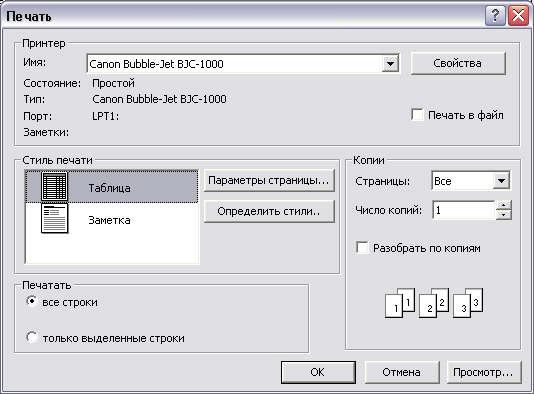 Печать
Принтер
Имя: Canon Bubble-Jet BJC-1000 Свойства
Состояние: Простой
Тип: Canon Bubble-Jet BJC-1000
Порт: LPT1: Печать в файл
Заметки:
Стиль печати
Таблица
Заметка
Параметры страницы...
Определить стили..
Копии
Страницы: Все
Число копий: 1
Разобрать по копиям
1 1 2 2 3 3
Печатать
все строки
только выделенные строки
OK Отмена Просмотр...